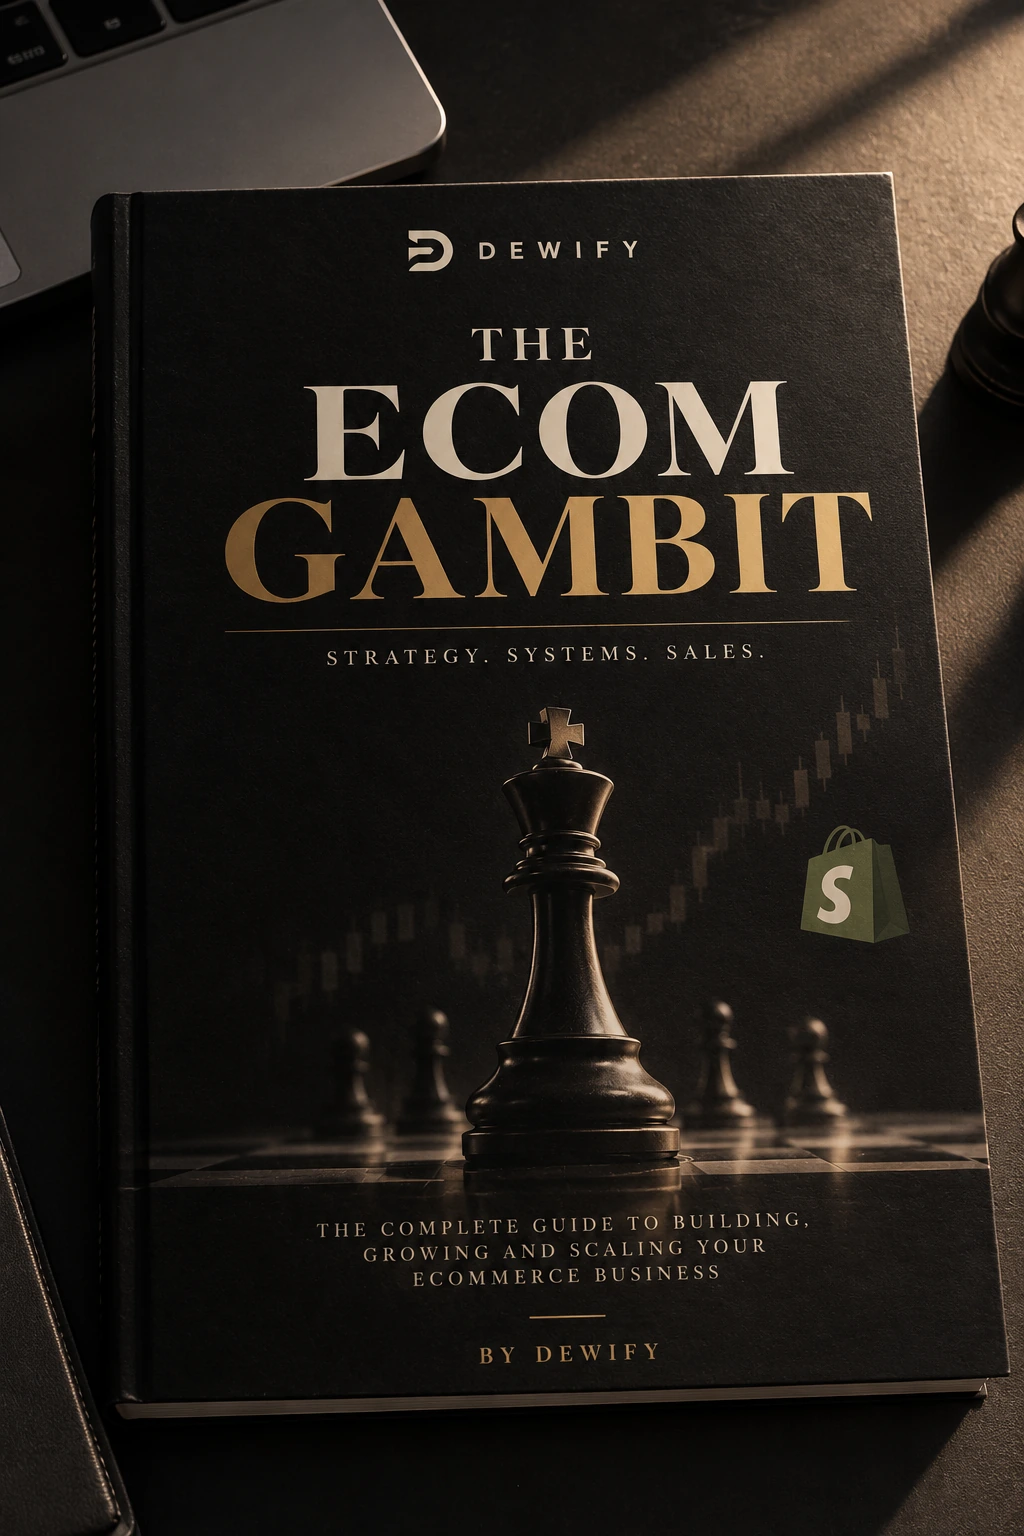 DEWIFY
THE
ECOM
GAMBIT
STRATEGY. SYSTEMS. SALES.
S
THE COMPLETE GUIDE TO BUILDING,
GROWING AND SCALING YOUR
ECOMMERCE BUSINESS
BY DEWIFY